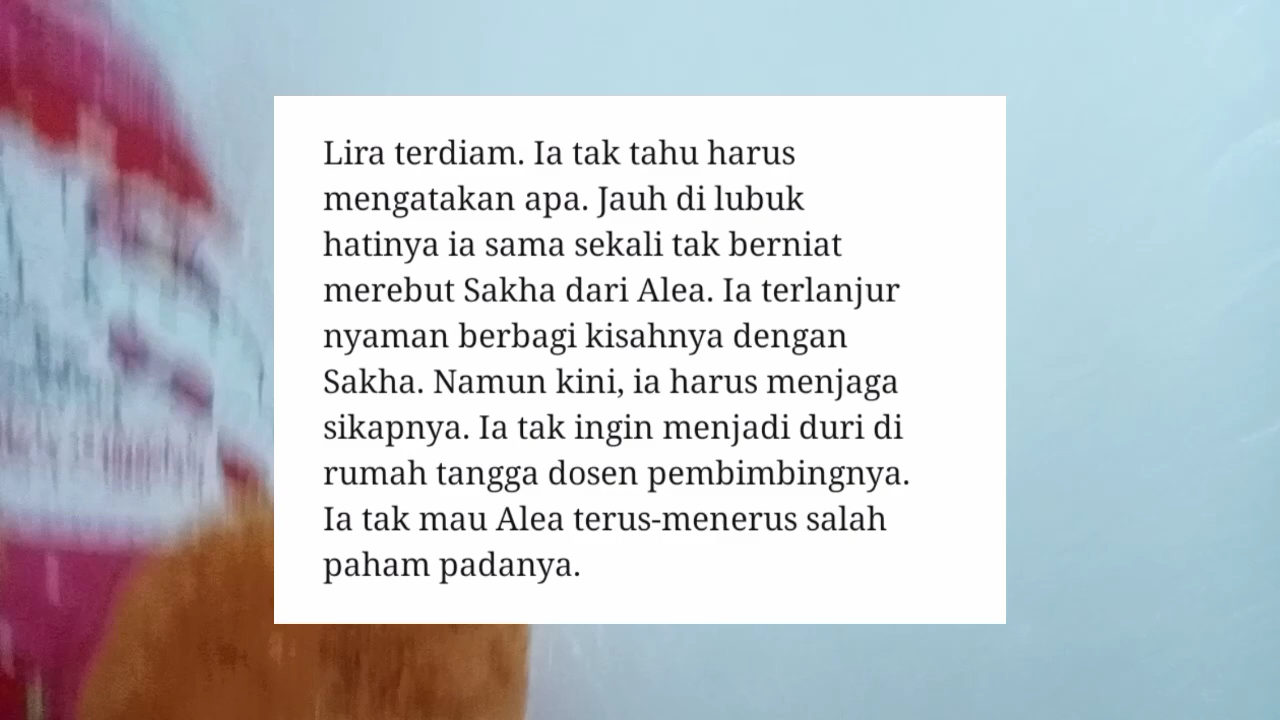 Lira terdiam. Ia tak tahu harus
mengatakan apa. Jauh di lubuk
hatinya ia sama sekali tak berniat
merebut Sakha dari Alea. Ia terlanjur
nyaman berbagi kisahnya dengan
Sakha. Namun kini, ia harus menjaga
sikapnya. Ia tak ingin menjadi duri di
rumah tangga dosen pembimbingnya.
Ia tak mau Alea terus-menerus salah
paham padanya.